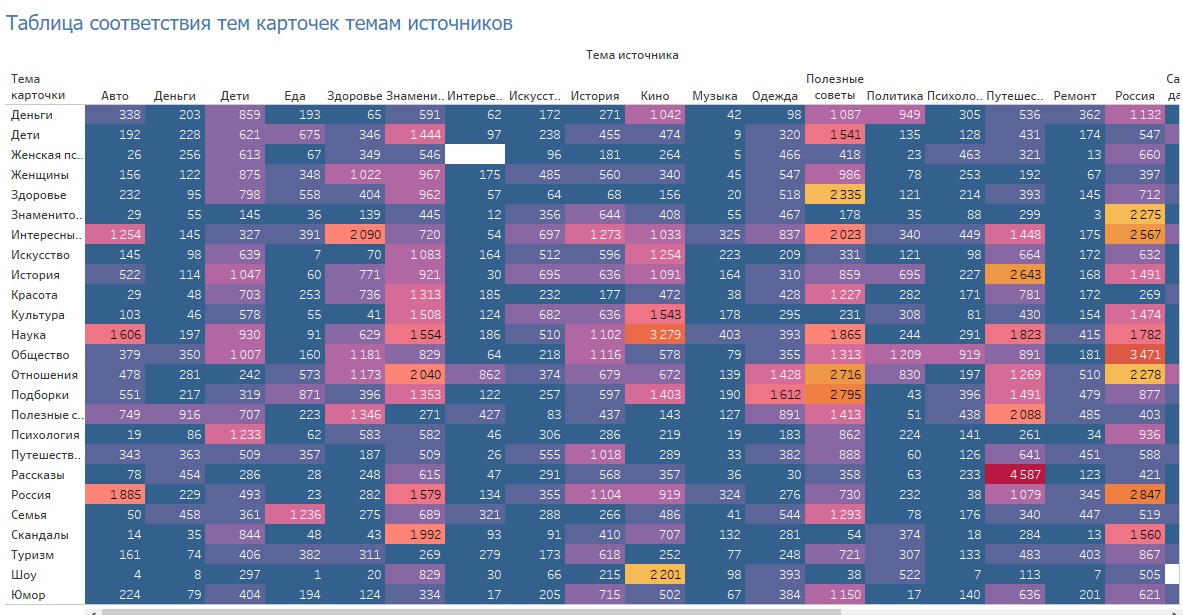 Таблица соответствия тем карточек темам источников
Тема источника
Тема карточки Авто Деньги Дети Еда Здоровье Знамени.. Интерье.. Искусст.. История Кино Музыка Одежда Полезные советы Политика Психоло.. Путешес.. Ремонт Россия Са да
Деньги 338 203 859 193 65 591 62 172 271 1 042 42 98 1 087 949 305 536 362 1 132
Дети 192 228 621 675 346 1 444 97 238 455 474 9 320 1 541 135 128 431 174 547
Женская пс.. 26 256 613 67 349 546 96 181 264 5 466 418 23 463 321 13 660
Женщины 156 122 875 348 1 022 967 175 485 560 340 45 547 986 78 253 192 67 397
Здоровье 232 95 798 558 404 962 57 64 68 156 20 518 2 335 121 214 393 145 712
Знаменито.. 29 55 145 36 139 445 12 356 644 408 55 467 178 35 88 299 3 2 275
Интересны.. 1 254 145 327 391 2 090 720 54 697 1 273 1 033 325 837 2 023 340 449 1 448 175 2 567
Искусство 145 98 639 7 70 1 083 164 512 596 1 254 223 209 331 121 98 664 172 632
История 522 114 1 047 60 771 921 30 695 636 1 091 164 310 859 695 227 2 643 168 1 491
Красота 29 48 703 253 736 1 313 185 232 177 472 38 428 1 227 282 171 781 172 269
Культура 103 46 578 55 41 1 508 124 682 636 1 543 178 295 231 308 81 430 154 1 474
Наука 1 606 197 930 91 629 1 554 186 510 1 102 3 279 403 393 1 865 244 291 1 823 415 1 782
Общество 379 350 1 007 160 1 181 829 64 218 1 116 578 79 355 1 313 1 209 919 891 181 3 471
Отношения 478 281 242 573 1 173 2 040 862 374 679 672 139 1 428 2 716 830 197 1 269 510 2 278
Подборки 551 217 319 871 396 1 353 122 257 597 1 403 190 1 612 2 795 43 396 1 491 479 877
Полезные с.. 749 916 707 223 1 346 271 427 83 437 143 127 891 1 413 51 438 2 088 485 403
Психология 19 86 1 233 62 583 582 46 306 286 219 19 183 862 224 141 261 34 936
Путешеств.. 343 363 509 357 187 509 26 555 1 018 289 33 382 888 60 126 641 451 588
Рассказы 78 454 286 28 248 615 47 291 568 357 36 30 358 63 233 4 587 123 421
Россия 1 885 229 493 23 282 1 579 134 355 1 104 919 324 276 730 232 38 1 079 345 2 847
Семья 50 458 361 1 236 275 689 321 288 266 486 41 544 1 293 78 176 340 447 519
Скандалы 14 35 844 48 43 1 992 93 91 410 707 132 281 54 374 18 284 13 1 560
Туризм 161 74 406 382 311 269 279 173 618 252 77 248 721 307 133 483 403 867
Шоу 4 8 297 1 20 829 30 66 215 2 201 98 393 38 522 7 113 7 505
Юмор 224 79 404 194 124 334 17 205 715 502 67 384 1 150 17 140 636 201 621